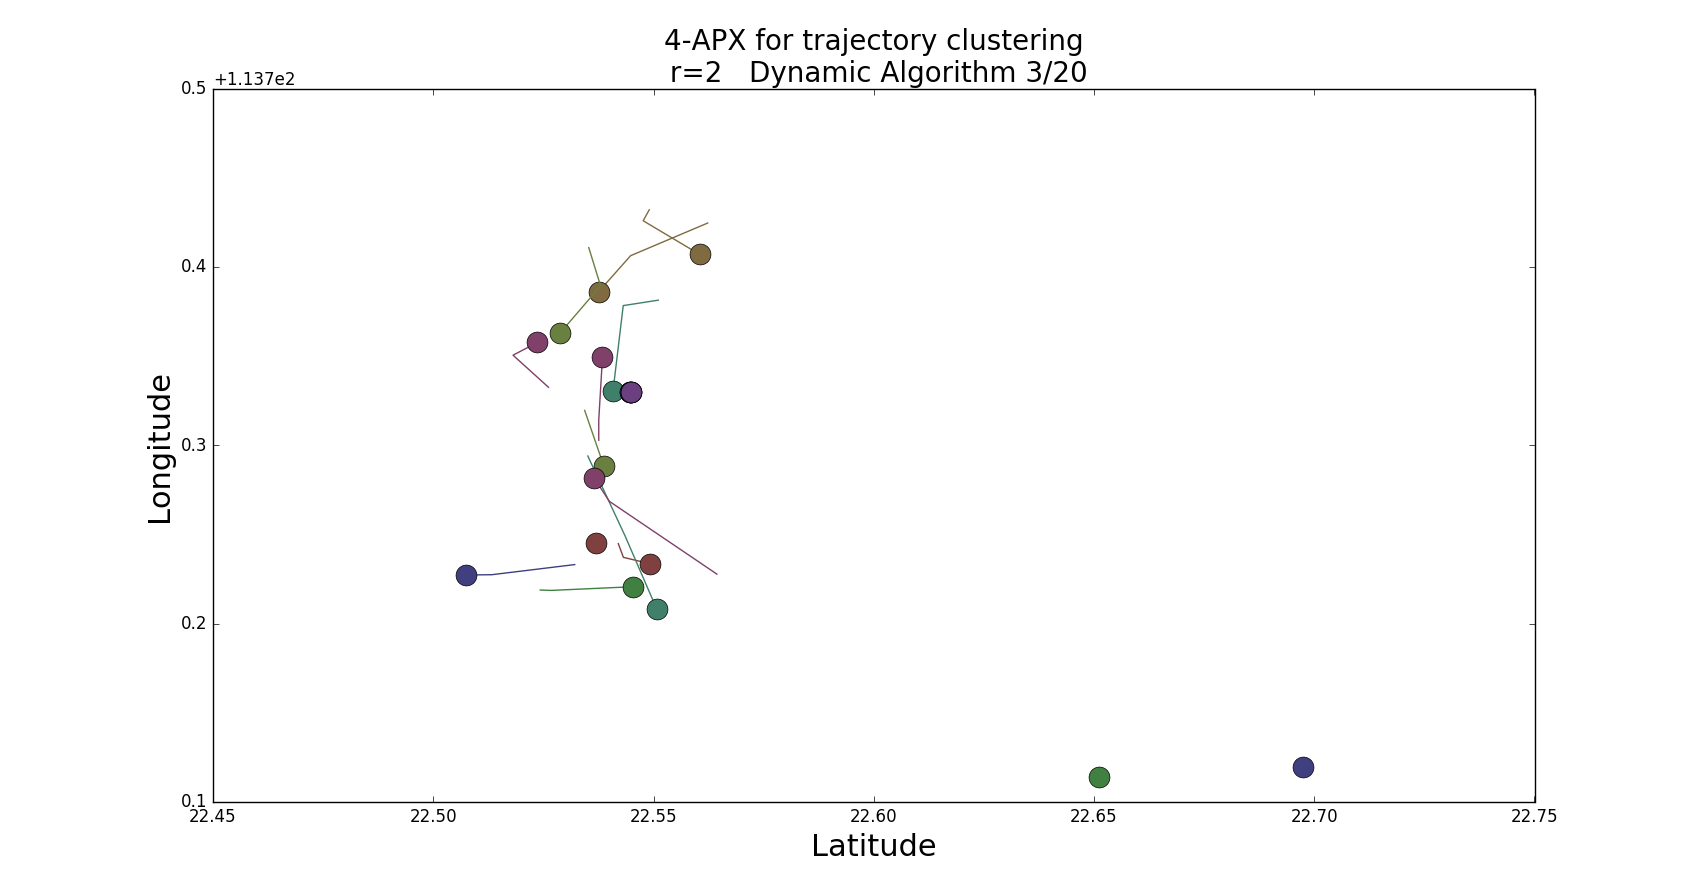 4-APX for trajectory clustering
r=2 Dynamic Algorithm 3/20
+1.137e2
0.5
0.4
0.3
0.2
0.1
Longitude
22.45 22.50 22.55 22.60 22.65 22.70 22.75
Latitude